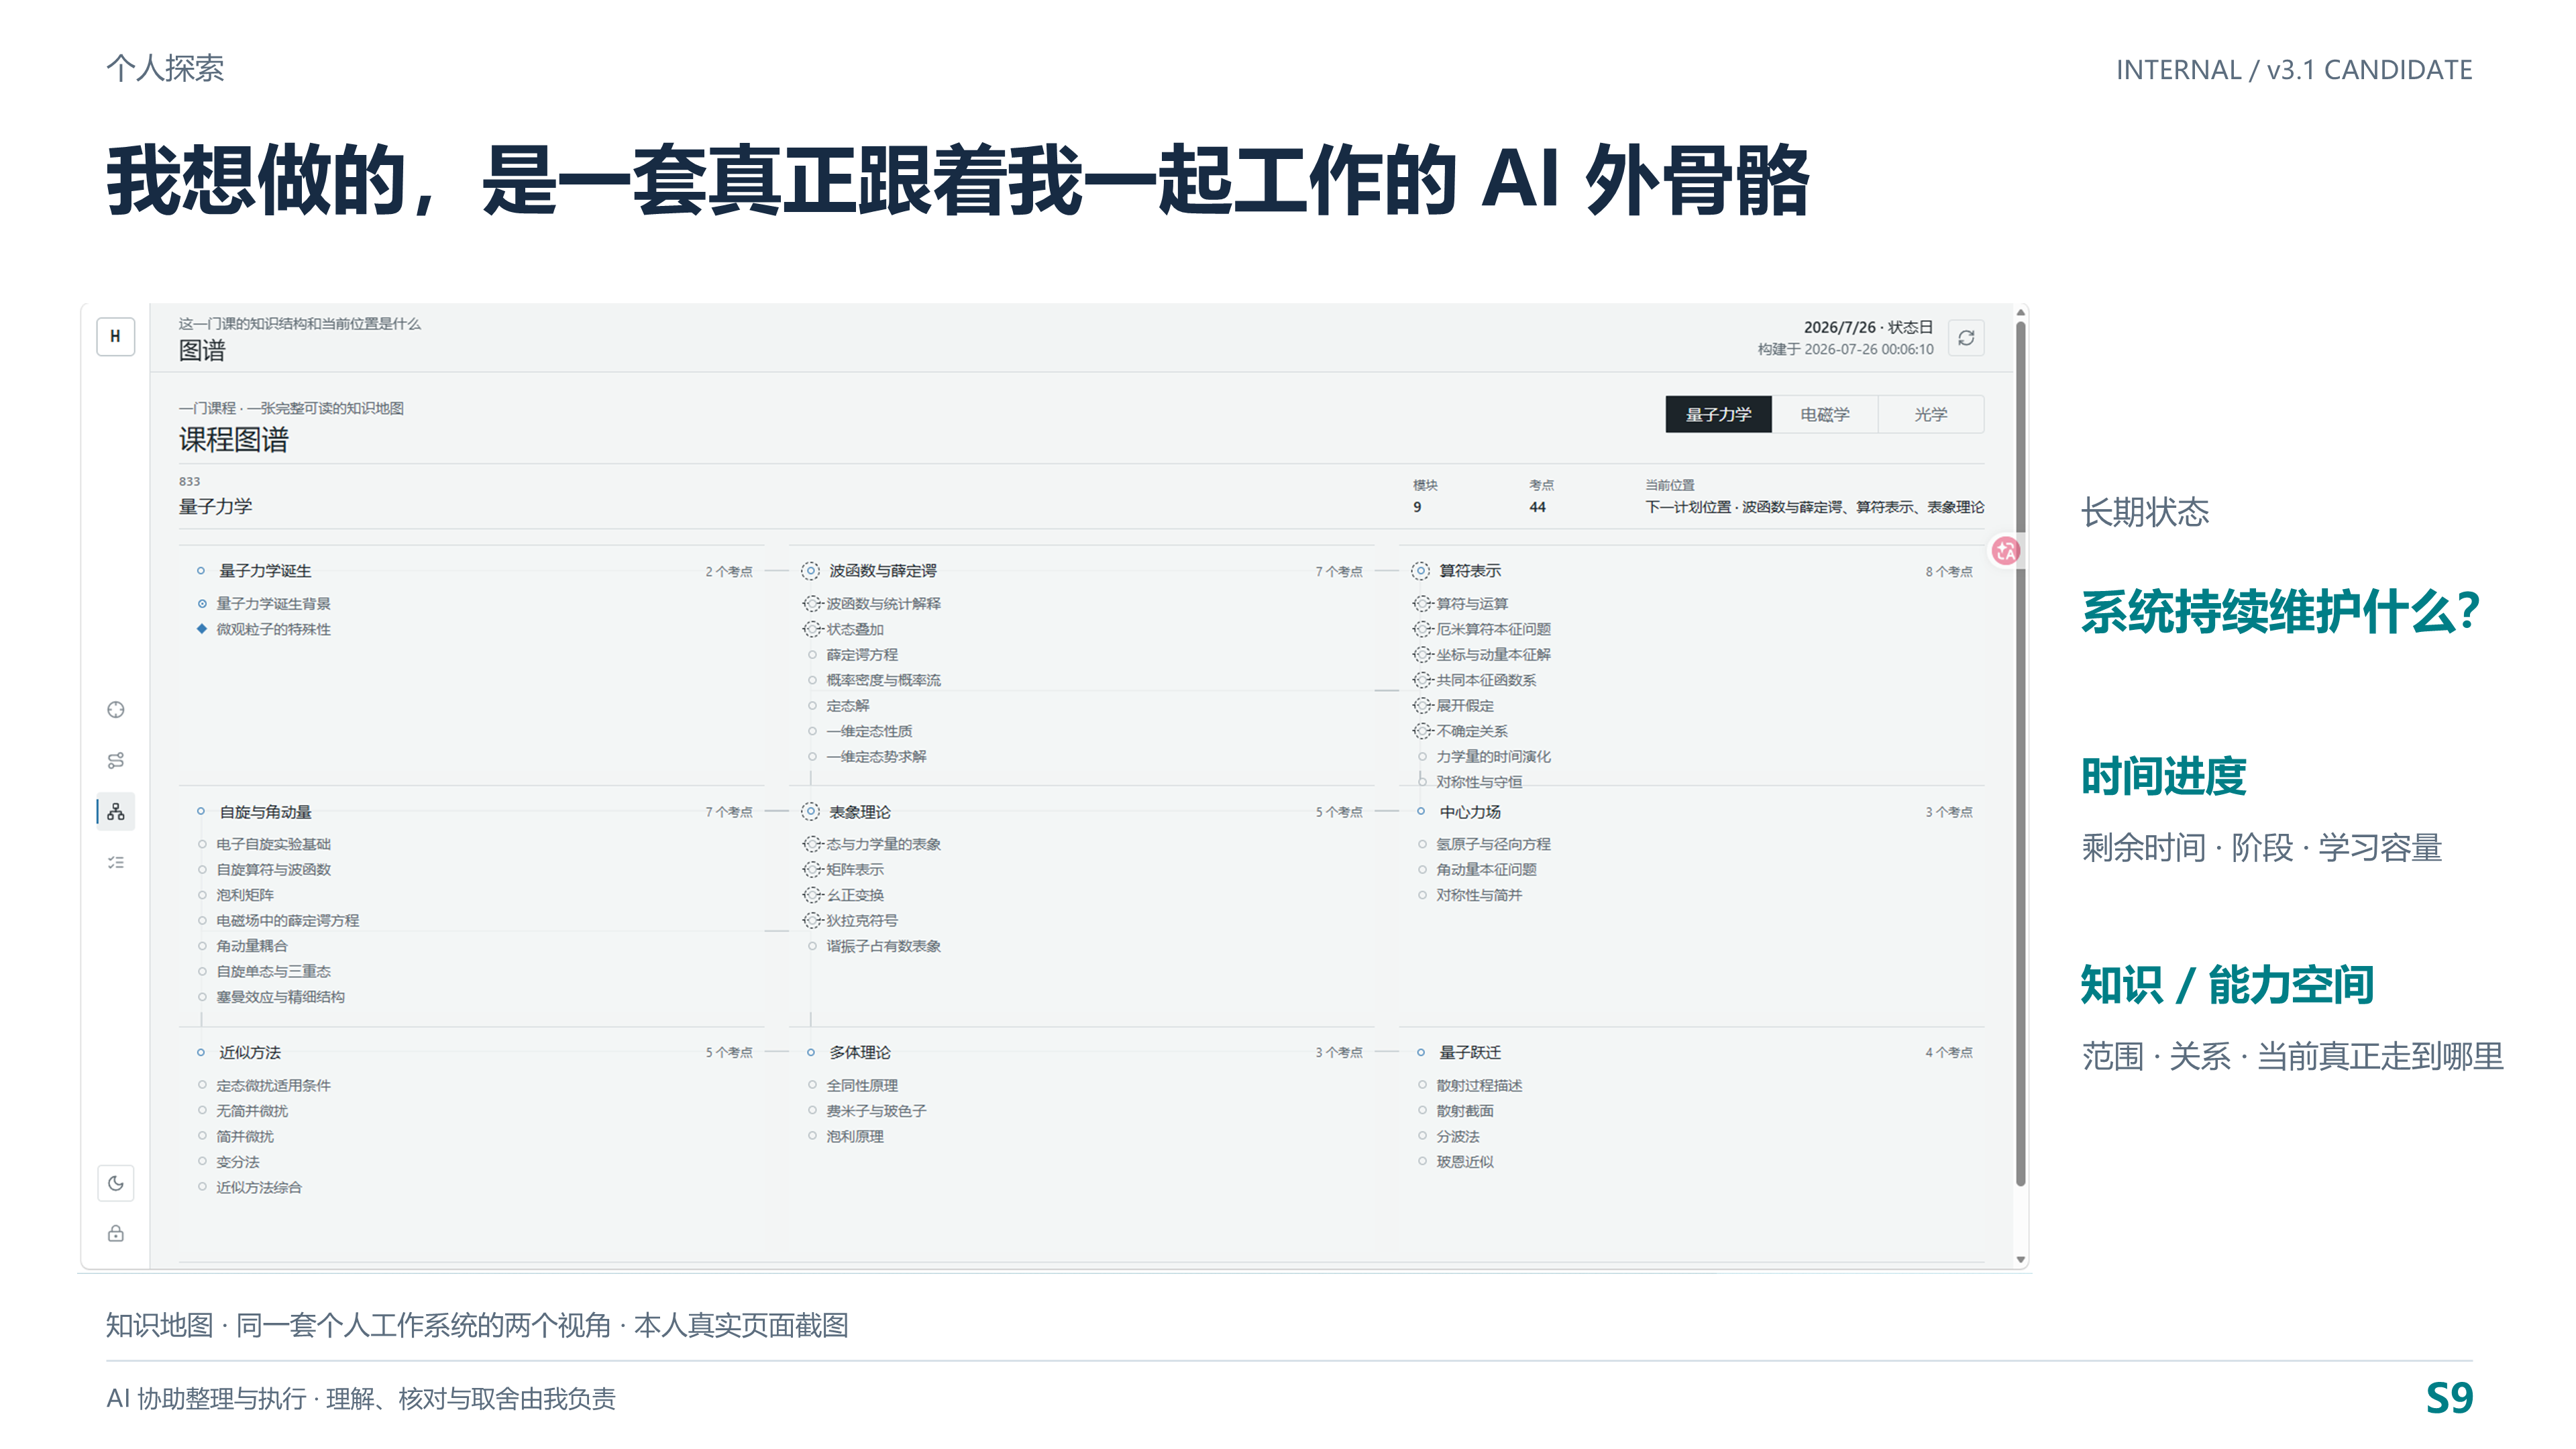 个人探索
INTERNAL / v3.1 CANDIDATE
我想做的，是一套真正跟着我一起工作的 AI 外骨骼
H
这一门课的知识结构和当前位置是什么
图谱
2026/7/26 · 状态日
构建于 2026-07-26 00:06:10
一门课程 · 一张完整可读的知识地图
课程图谱
量子力学
电磁学
光学
833
量子力学
模块
9
考点
44
当前位置
下一计划位置 · 波函数与薛定谔、算符表示、表象理论
量子力学诞生
2 个考点
量子力学诞生背景
微观粒子的特殊性
波函数与薛定谔
7 个考点
波函数与统计解释
状态叠加
薛定谔方程
概率密度与概率流
定态解
一维定态性质
一维定态势求解
算符表示
8 个考点
算符与运算
厄米算符本征问题
坐标与动量本征解
共同本征函数系
展开假定
不确定关系
力学量的时间演化
对称性与守恒
自旋与角动量
7 个考点
电子自旋实验基础
自旋算符与波函数
泡利矩阵
电磁场中的薛定谔方程
角动量耦合
自旋单态与三重态
塞曼效应与精细结构
表象理论
5 个考点
态与力学量的表象
矩阵表示
幺正变换
狄拉克符号
谐振子占有数表象
中心力场
3 个考点
氢原子与径向方程
角动量本征问题
对称性与简并
近似方法
5 个考点
定态微扰适用条件
无简并微扰
简并微扰
变分法
近似方法综合
多体理论
3 个考点
全同性原理
费米子与玻色子
泡利原理
量子跃迁
4 个考点
散射过程描述
散射截面
分波法
玻恩近似
长期状态
系统持续维护什么？
时间进度
剩余时间 · 阶段 · 学习容量
知识 / 能力空间
范围 · 关系 · 当前真正走到哪里
知识地图 · 同一套个人工作系统的两个视角 · 本人真实页面截图
AI 协助整理与执行 · 理解、核对与取舍由我负责
S9